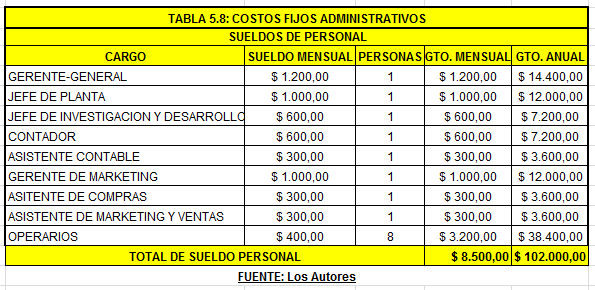 TABLA 5.8: COSTOS FIJOS ADMINISTRATIVOS
SUELDOS DE PERSONAL
CARGO SUELDO MENSUAL PERSONAS GTO. MENSUAL GTO. ANUAL
GERENTE-GENERAL $ 1.200,00 1 $ 1.200,00 $ 14.400,00
JEFE DE PLANTA $ 1.000,00 1 $ 1.000,00 $ 12.000,00
JEFE DE INVESTIGACION Y DESARROLLO $ 600,00 1 $ 600,00 $ 7.200,00
CONTADOR $ 600,00 1 $ 600,00 $ 7.200,00
ASISTENTE CONTABLE $ 300,00 1 $ 300,00 $ 3.600,00
GERENTE DE MARKETING $ 1.000,00 1 $ 1.000,00 $ 12.000,00
ASITENTE DE COMPRAS $ 300,00 1 $ 300,00 $ 3.600,00
ASISTENTE DE MARKETING Y VENTAS $ 300,00 1 $ 300,00 $ 3.600,00
OPERARIOS $ 400,00 8 $ 3.200,00 $ 38.400,00
TOTAL DE SUELDO PERSONAL $ 8.500,00 $ 102.000,00
FUENTE: Los Autores